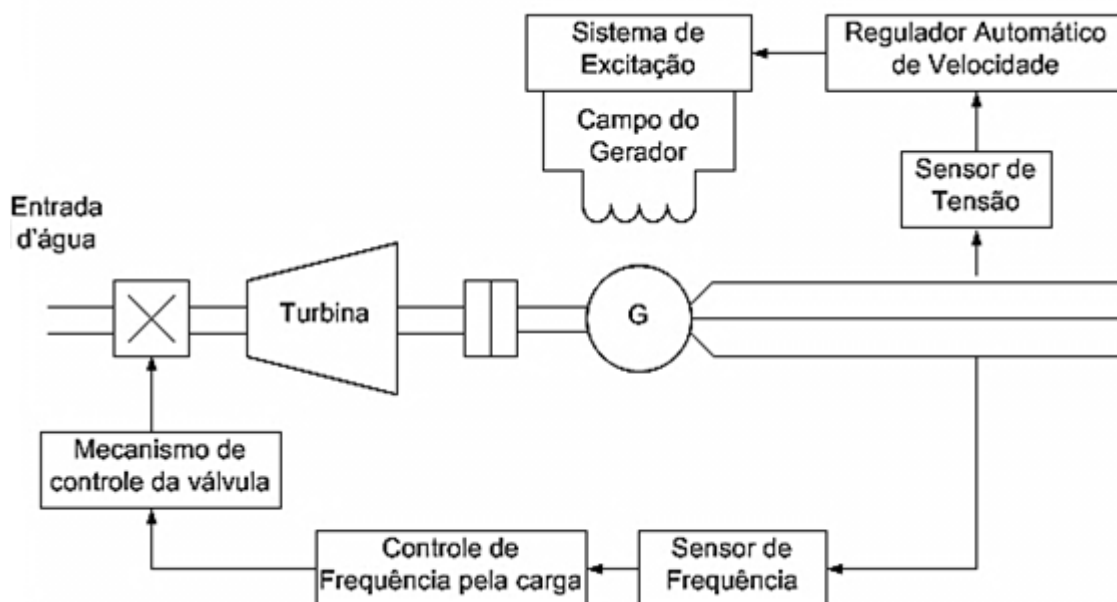 Sistema de
Excitação
Regulador Automático
de Velocidade
Campo do
Gerador
Sensor de
Tensão
Entrada
d'água
Turbina
G
Mecanismo de
controle da válvula
Controle de
Frequência pela carga
Sensor de
Frequência